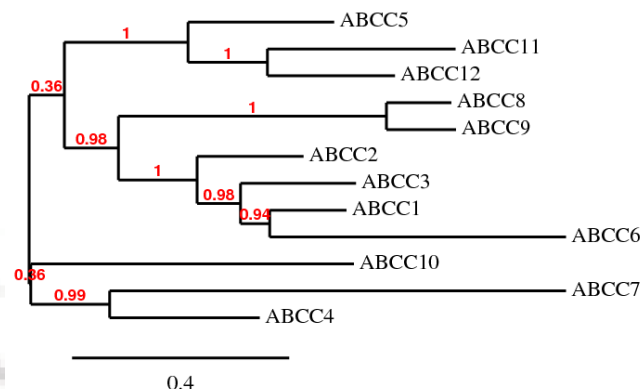 ABCC5
1
ABCC11
1
ABCC12
0.36
ABCC8
1
ABCC9
0.98
ABCC2
1
ABCC3
0.98
ABCC1
0.94
ABCC6
ABCC10
0.36
ABCC7
0.99
ABCC4
0.4